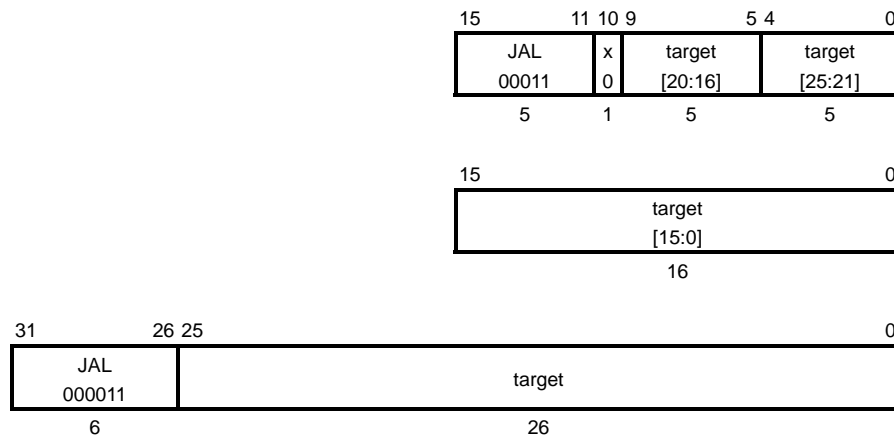 15 11 10 9 5 4 0
JAL x target target
00011 0 [20:16] [25:21]
5 1 5 5
15 0
target
[15:0]
16
31 26 25 0
JAL
000011
target
6 26